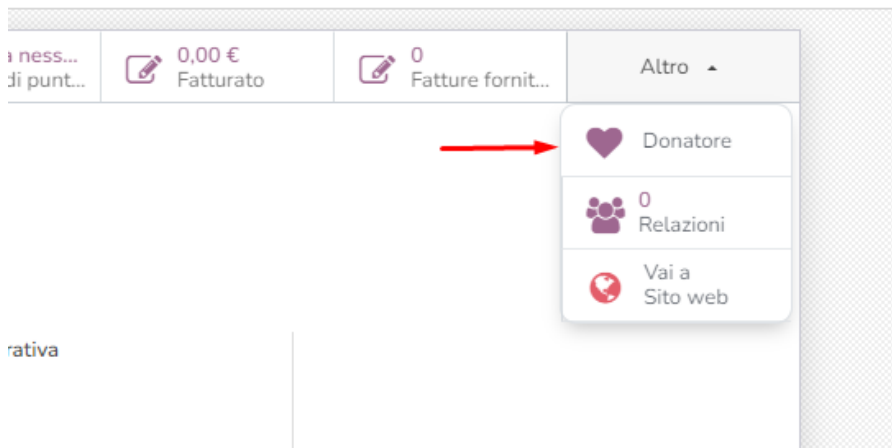 a ness...
di punt...
0,00 €
Fatturato
0
Fatture fornit...
Altro
Donatore
0
Relazioni
Vai a
Sito web
rativa